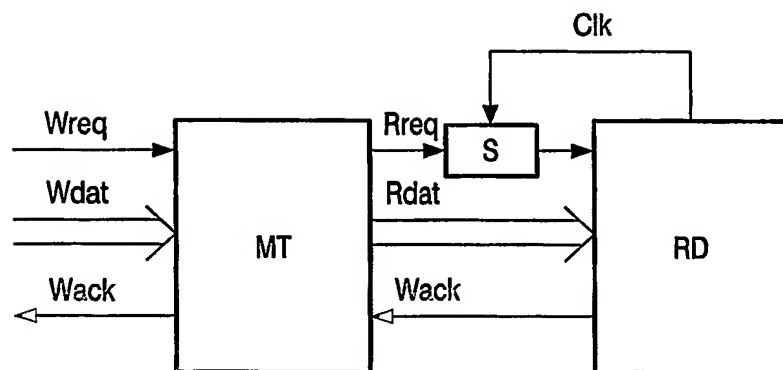 Clk
Wreq
Rreq
S
Wdat
Rdat
MT
RD
Wack
Wack